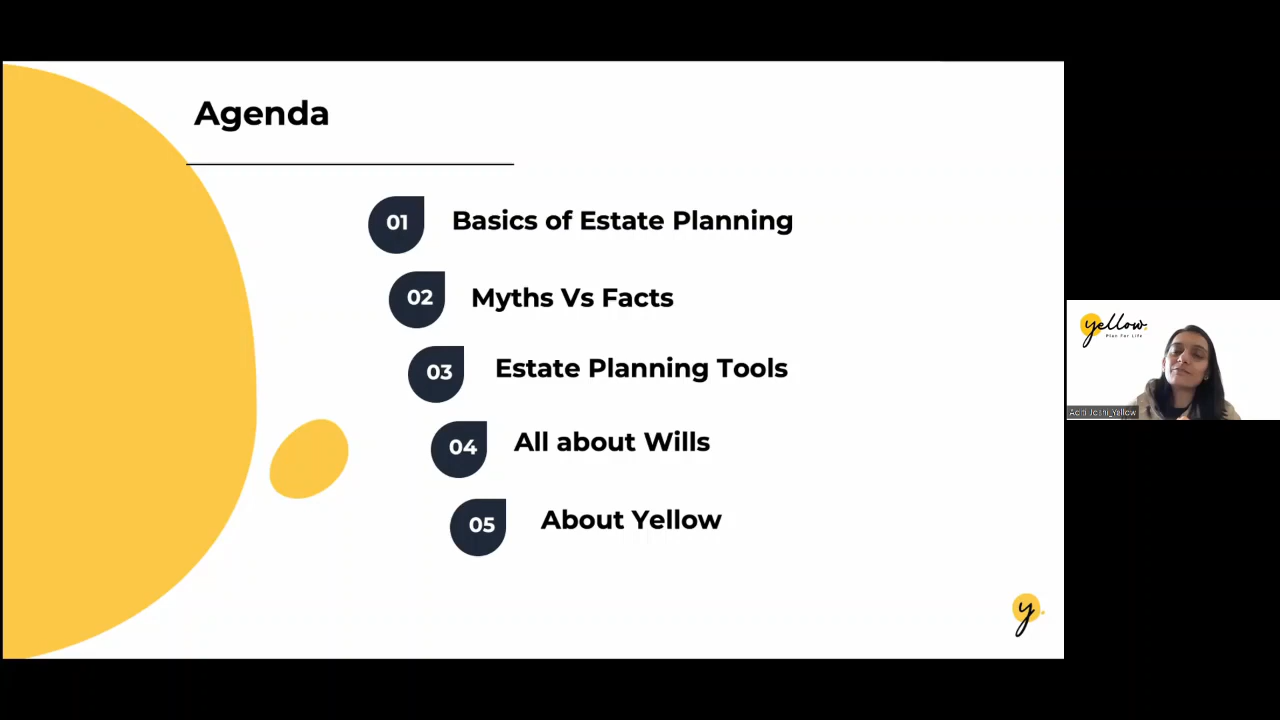 Agenda
01 Basics of Estate Planning
02 Myths Vs Facts
03 Estate Planning Tools
04 All about Wills
05 About Yellow
y
yellow.
Plan For Life
Yellow